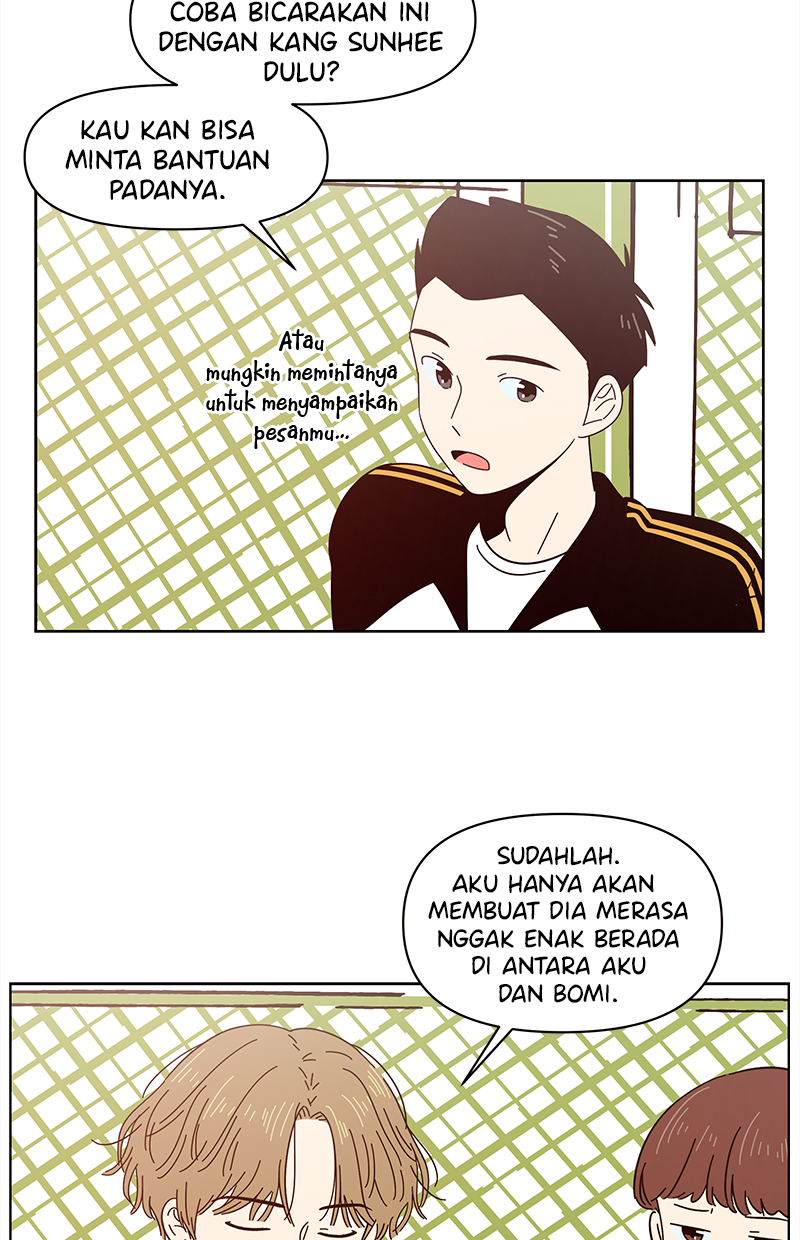 COBA BICARAKAN INI
DENGAN KANG SUNHEE
DULU?
KAU KAN BISA
MINTA BANTUAN
PADANYA.
Atau
mungkin memintanya
untuk menyampaikan
pesanmu...
SUDAHLAH.
AKU HANYA AKAN
MEMBUAT DIA MERASA
NGGAK ENAK BERADA
DI ANTARA AKU
DAN BOMI.